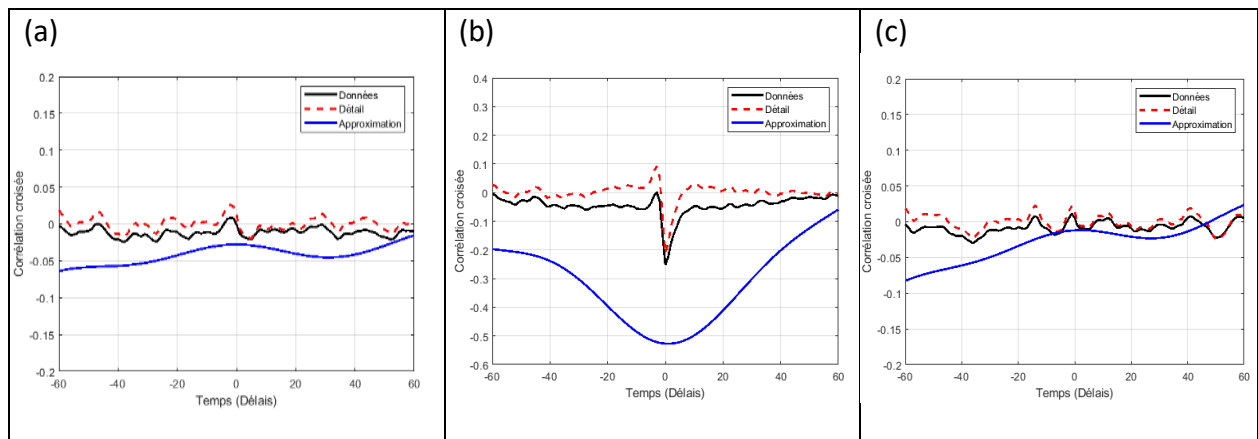 (a)
0.2
0.15
0.1
0.05
0
-0.05
-0.1
-0.15
-0.2
-60
-40
-20
0
20
40
60
Corrélation croisée
Temps (Délais)
Données
Détail
Approximation
(b)
0.4
0.3
0.2
0.1
0
-0.1
-0.2
-0.3
-0.4
-0.5
-0.6
-60
-40
-20
0
20
40
60
Corrélation croisée
Temps (Délais)
Données
Détail
Approximation
(c)
0.2
0.15
0.1
0.05
0
-0.05
-0.1
-0.15
-0.2
-60
-40
-20
0
20
40
60
Corrélation croisée
Temps (Délais)
Données
Détail
Approximation